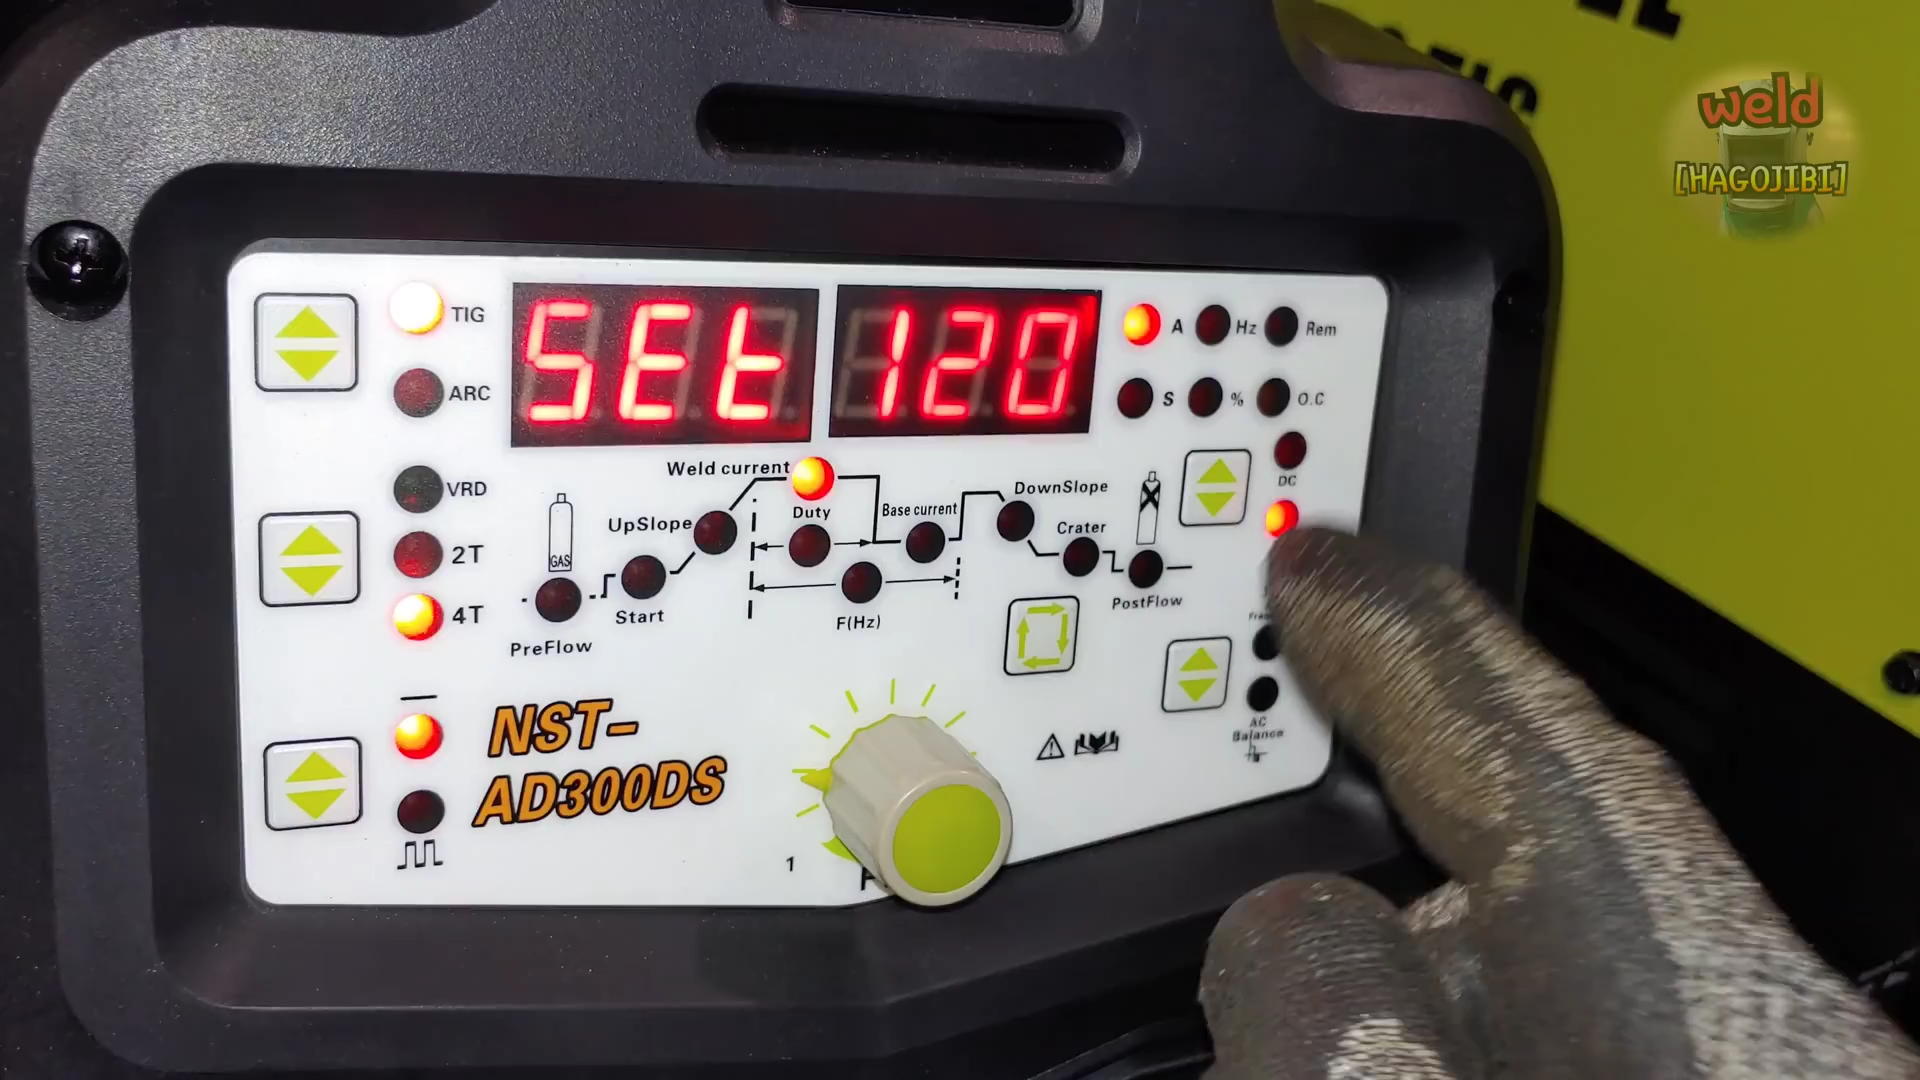 weld
[HAGOJIBI]
TIG
ARC
VRD
2T
4T
SEt 120
A
Hz
Rem
S
%
O.C
DC
Weld current
Duty
Base current
DownSlope
UpSlope
Crater
GAS
Start
F(Hz)
PostFlow
PreFlow
NST-
AD300DS
AC
Balance
1